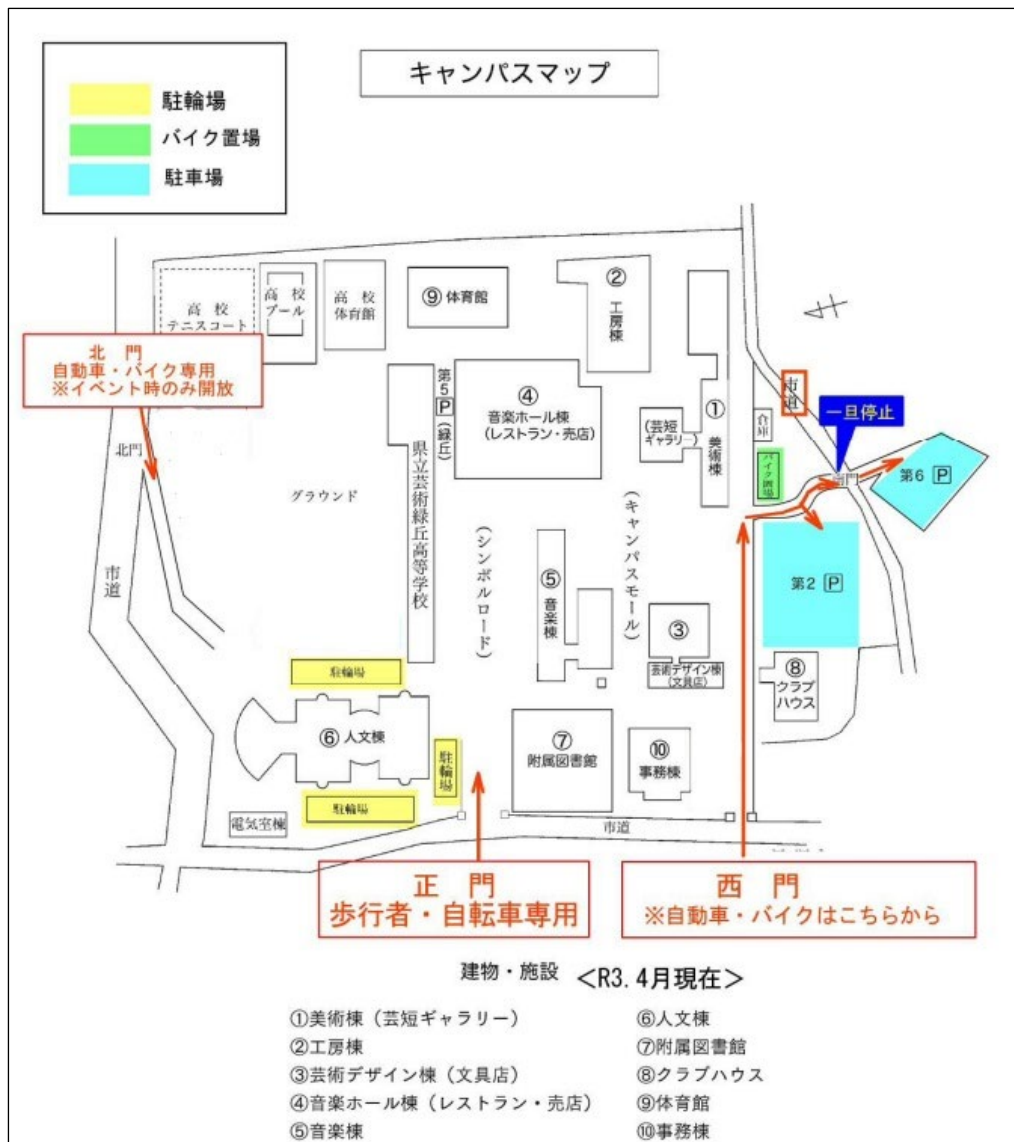 キャンパスマップ
駐輪場
バイク置場
駐車場
高 校
テニスコート
高 校
プール
高 校
体育館
⑨体育館
②
工房棟
①
美術棟
北 門
自動車・バイク専用
※イベント時のみ開放
北門
第5P(緑丘)
④
音楽ホール棟
(レストラン・売店)
(芸短
ギャラリー)
市道
倉庫
一旦停止
バイク置場
南門
第6 P
グラウンド
県立芸術緑丘高等学校
(シンボルロード)
(キャンパスモール)
市道
⑤
音楽棟
第2 P
③
芸術デザイン棟
(文具店)
⑧
クラブ
ハウス
駐輪場
⑥人文棟
駐輪場
⑦
附属図書館
⑩
事務棟
駐輪場
電気室棟
市道
正 門
歩行者・自転車専用
西 門
※自動車・バイクはこちらから
建物・施設 <R3.4月現在>
①美術棟(芸短ギャラリー)
②工房棟
③芸術デザイン棟(文具店)
④音楽ホール棟(レストラン・売店)
⑤音楽棟
⑥人文棟
⑦附属図書館
⑧クラブハウス
⑨体育館
⑩事務棟